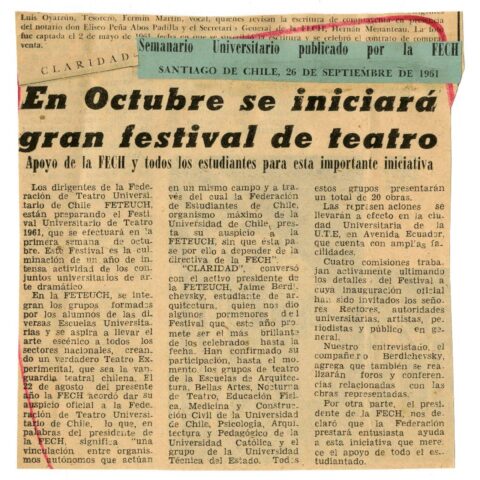 Luis Oyarzún, Tesorero, Fermín Martín, vocal, quienes revisan la escritura de compraventa en presencia del
notario don Eliseo Peña Abos Padilla y el Secretario General de la FECH, Hernán Mesanteau. La
fue captada el 2 de mayo de 1961,
venta.
CLARIDAD
Semanario Universitario publicado por la FECH
SANTIAGO DE CHILE, 26 DE SEPTIEMBRE DE 1961
En Octubre se iniciará
gran festival de teatro
Apoyo de la FECH y todos los estudiantes para esta importante iniciativa
Los dirigentes de la Fede-
ración de Teatro Universi-
tario de Chile FETEUCH,
están preparando el Festi-
val Universitario de Teatro
1961, que se efectuará en la
primera semana de octu-
bre. Este Festival es la cul-
minación de un año de in-
tensa actividad de los con-
juntos universitarios de ar-
te dramático.
En la FETEUCH, se inte-
gran los grupos formados
por los alumnos de las di-
versas Escuelas Universita-
rias y se aspira a llevar el
arte escénico a todos los
sectores nacionales, crean-
do un verdadero Teatro Ex-
perimental, que sea la van-
guardia teatral chilena. El
22 de agosto del presente
año la FECH acordó dar su
auspicio oficial a la Fede-
ración de Teatro Universi-
tario de Chile, lo que, en
palabras del presidente de
la FECH, significa "una
vinculación entre organis-
mos autónomos que actúan
en un mismo campo y a tra-
vés del cual la Federación
de Estudiantes de Chile,
organismo máximo de la
Universidad de Chile, pres-
ta su auspicio a la
FETEUCH, sin que ésta pa-
se por ello a depender de la
directiva de la FECH".
"CLARIDAD", conversó
con el activo presidente de
la FETEUCH, Jaime Berdi-
chevsky, estudiante de ar-
quitectura, quien nos dio
algunos pormenores del
Festival que este año pro-
mete ser el más brillante
de los celebrados hasta la
fecha. Han confirmado su
participación, hasta el mo-
mento, los grupos de teatro
de la Escuelas de Arquitec-
tura, Bellas Artes, Nocturna
de Teatro, Educación Físi-
ca, Medicina y Construc-
ción Civil de la Universidad
de Chile, Psicología, Arqui-
tectura y Pedagógico de la
Universidad Católica y el
grupo de la Universidad
Técnica del Estado. Todos
estos grupos presentarán
un total de 20 obras.
Las representaciones se
llevarán a efecto en la ciu-
dad Universitaria de la
U.T.E. en Avenida Ecuador,
que cuenta con amplias fa-
cilidades.
Cuatro comisiones traba-
jan activamente ultimando
los detalles del Festival a
cuya inauguración oficial
han sido invitados los seño-
res Rectores, autoridades
universitarias, artistas, pe-
riodistas y público en ge-
neral.
Nuestro entrevistado, el
compañero Berdichevsky,
agrega que también se rea-
lizarán foros y conferen-
cias relacionadas con las
obras representadas.
Por otra parte, el presi-
dente de la FECH, nos de-
claró que la Federación
prestará entusiasta ayuda
a esta iniciativa que mere-
ce el apoyo de todo el es-
tudiantado.